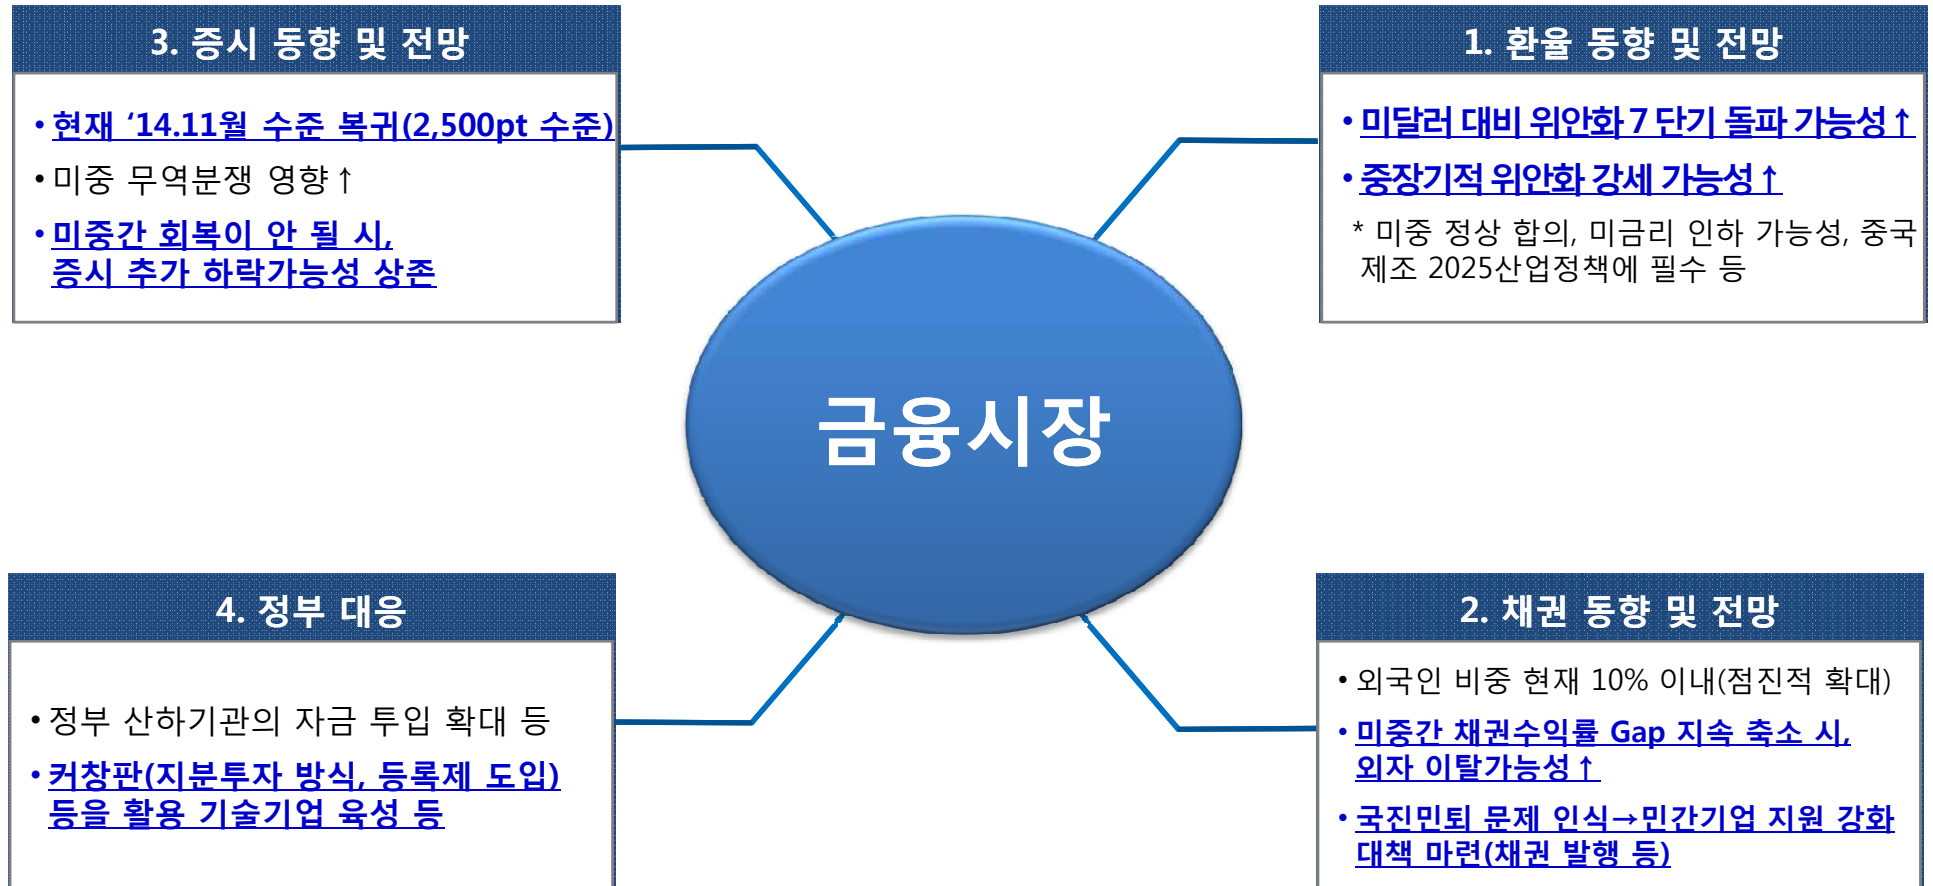 3. 증시 동향 및 전망
• 현재 ‘14.11월 수준 복귀(2,500pt 수준)
• 미중 무역분쟁 영향↑
• 미중간 회복이 안 될 시,
증시 추가 하락가능성 상존
1. 환율 동향 및 전망
• 미달러 대비 위안화 7 단기 돌파 가능성↑
• 중장기적 위안화 강세 가능성↑
* 미중 정상 합의, 미금리 인하 가능성, 중국
제조 2025산업정책에 필수 등
금융시장
4. 정부 대응
• 정부 산하기관의 자금 투입 확대 등
• 커창판(지분투자 방식, 등록제 도입)
등을 활용 기술기업 육성 등
2. 채권 동향 및 전망
• 외국인 비중 현재 10% 이내(점진적 확대)
• 미중간 채권수익률 Gap 지속 축소 시,
외자 이탈가능성↑
• 국진민퇴 문제 인식→민간기업 지원 강화
대책 마련(채권 발행 등)